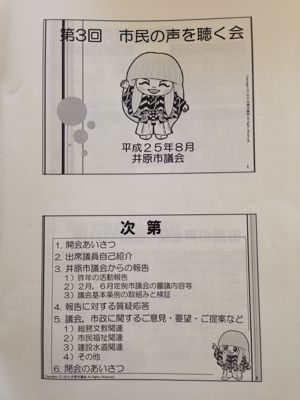 第3回 市民の声を聴く会
平成25年8月
井原市議会
次 第
1. 開会あいさつ
2. 出席議員自己紹介
3. 井原市議会からの報告
1）昨年の活動報告
2）2月、6月定例市議会の審議内容等
3）議会基本条例の取組みと検証
4. 報告に対する質疑応答
5. 議会、市政に関するご意見・要望・ご提案など
1）総務文教関連
2）市民福祉関連
3）建設水道関連
4）その他
6. 閉会のあいさつ